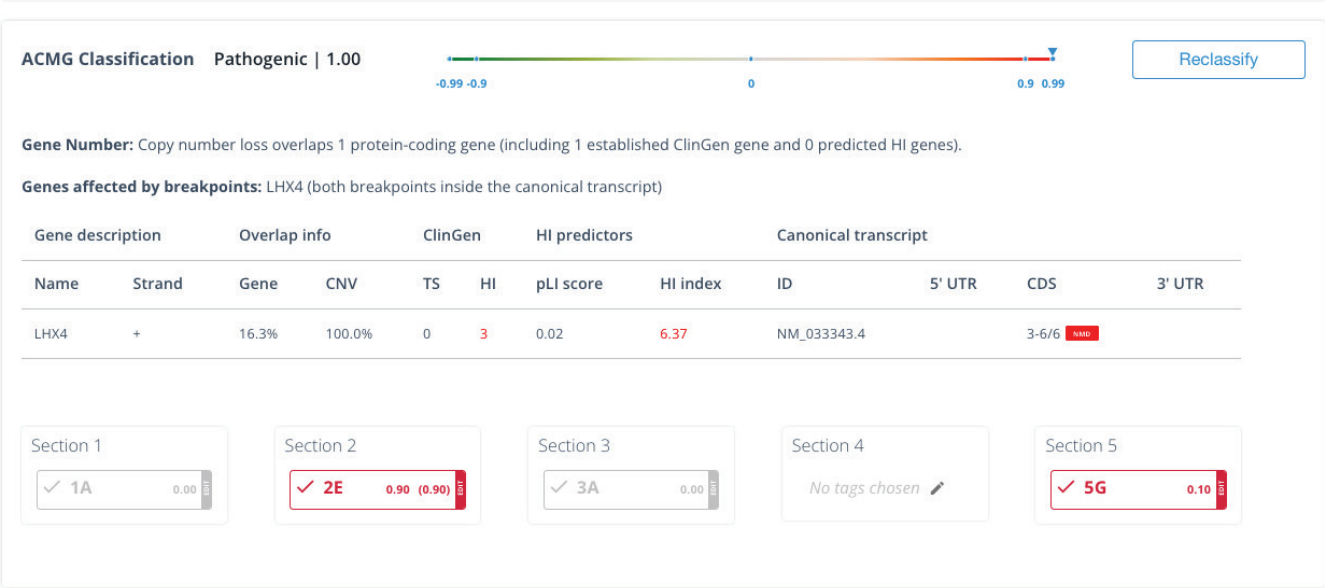 ACMG Classification Pathogenic | 1.00
-0.99 -0.9 0 0.9 0.99
Reclassify
Gene Number: Copy number loss overlaps 1 protein-coding gene (including 1 established ClinGen gene and 0 predicted HI genes).
Genes affected by breakpoints: LHX4 (both breakpoints inside the canonical transcript)
Gene description Overlap info ClinGen HI predictors Canonical transcript
Name Strand Gene CNV TS HI pLI score HI index ID 5' UTR CDS 3' UTR
LHX4 + 16.3% 100.0% 0 3 0.02 6.37 NM_033343.4 3-6/6 NMD
Section 1 Section 2 Section 3 Section 4 Section 5
1A 0.00 EDIT 2E 0.90 (0.90) EDIT 3A 0.00 EDIT No tags chosen 5G 0.10 EDIT